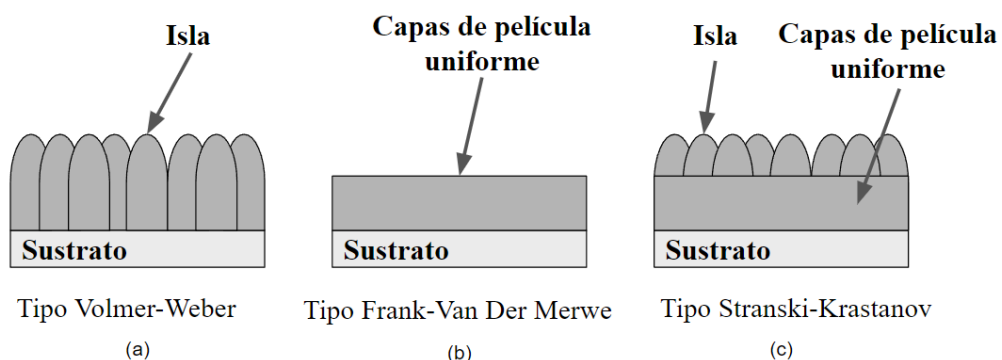 Isla
Sustrato
Tipo Volmer-Weber
(a)
Capas de película
uniforme
Sustrato
Tipo Frank-Van Der Merwe
(b)
Isla
Capas de película
uniforme
Sustrato
Tipo Stranski-Krastanov
(c)